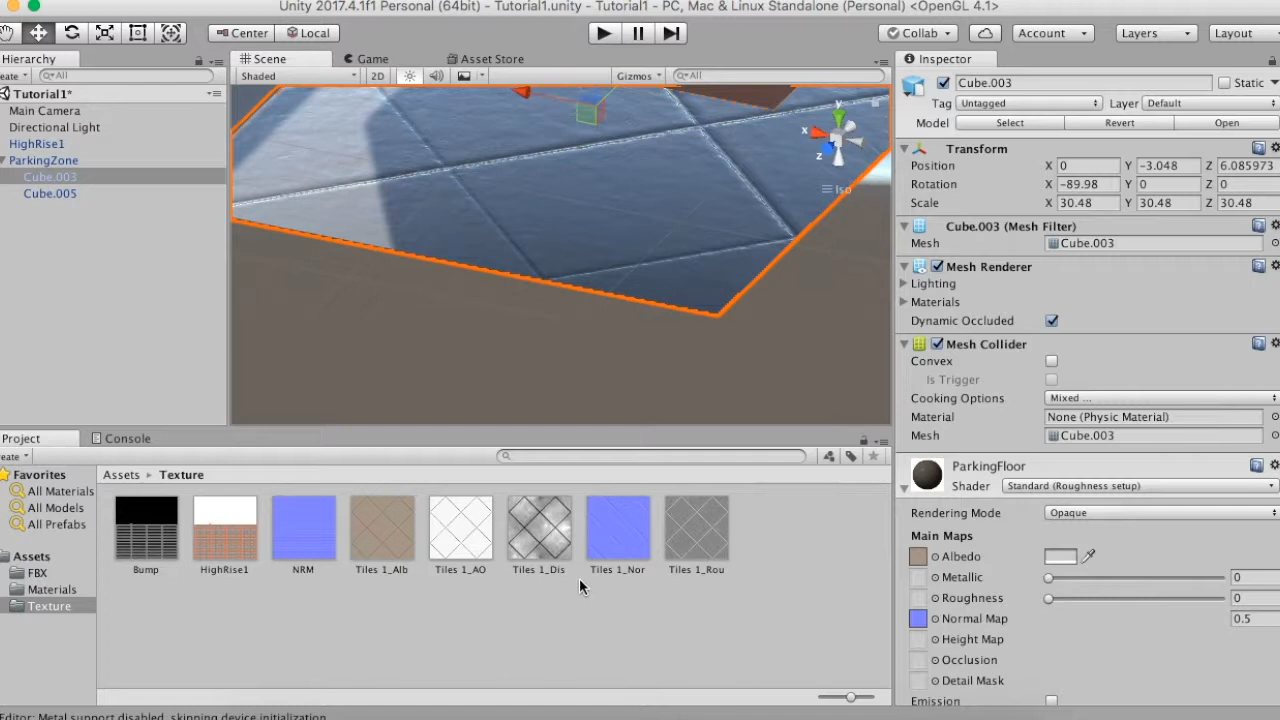 Unity 2017.4.1f1 Personal (64bit) - Tutorial1.unity - Tutorial1 - PC, Mac & Linux Standalone (Personal) <OpenGL 4.1>
Center Local Collab Account Layers Layout
Hierarchy
eate All
Tutorial1*
Main Camera
Directional Light
HighRise1
ParkingZone
Cube.003
Cube.005
Scene Game Asset Store
Shaded 2D Gizmos All
y
x
z
Iso
Inspector
Cube.003 Static
Tag Untagged Layer Default
Model Select Revert Open
Transform
Position X 0 Y -3.048 Z 6.085973
Rotation X -89.98 Y 0 Z 0
Scale X 30.48 Y 30.48 Z 30.48
Cube.003 (Mesh Filter)
Mesh Cube.003
Mesh Renderer
Lighting
Materials
Dynamic Occluded
Mesh Collider
Convex
Is Trigger
Cooking Options Mixed ...
Material None (Physic Material)
Mesh Cube.003
ParkingFloor
Shader Standard (Roughness setup)
Rendering Mode Opaque
Main Maps
Albedo
Metallic 0
Roughness 0
Normal Map 0.5
Height Map
Occlusion
Detail Mask
Emission
Project Console
eate
Favorites
All Materials
All Models
All Prefabs
Assets
FBX
Materials
Texture
Assets Texture
Bump HighRise1 NRM Tiles 1_Alb Tiles 1_AO Tiles 1_Dis Tiles 1_Nor Tiles 1_Rou
Editor: Metal support disabled, skipping device initialization